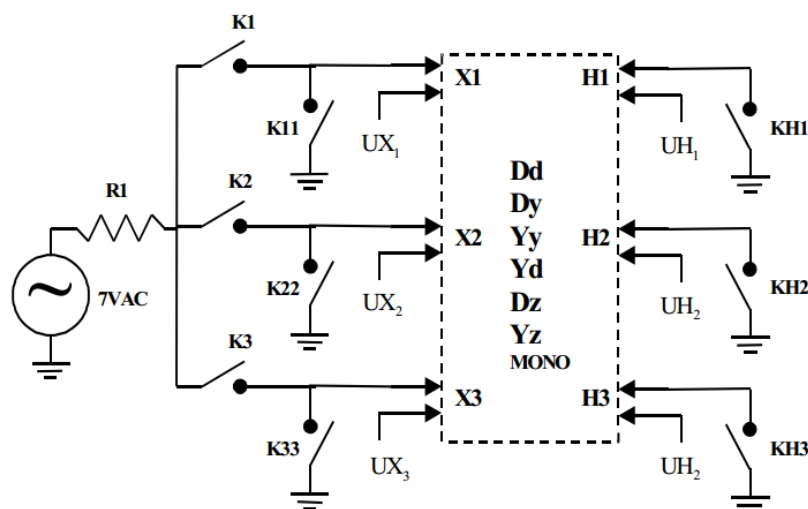 K1
X1
H1
K11
UX₁
UH₁
KH1
R1
K2
Dd
Dy
Yy
Yd
Dz
Yz
MONO
X2
H2
7VAC
K22
UX₂
UH₂
KH2
K3
X3
H3
K33
UX₃
UH₂
KH3